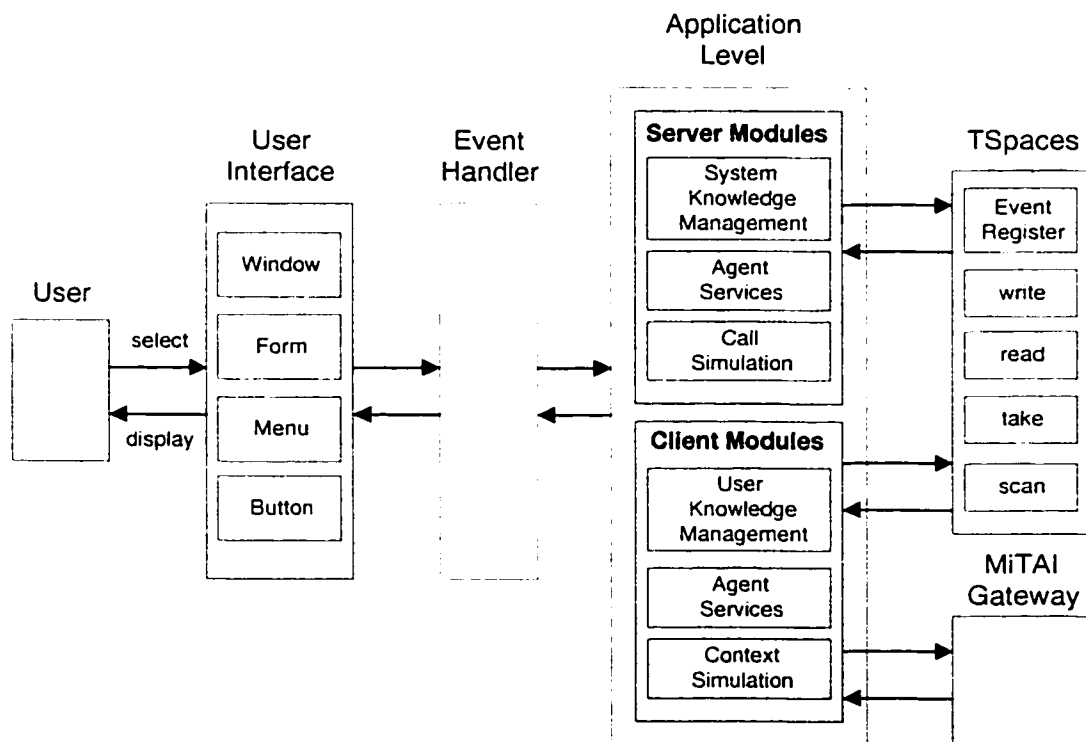 Application
Level
User
Interface
Event
Handler
TSpaces
Server Modules
System
Knowledge
Management
Agent
Services
Call
Simulation
Event
Register
write
read
take
scan
Window
Form
Menu
Button
User
select
display
Client Modules
User
Knowledge
Management
Agent
Services
Context
Simulation
MiTAI
Gateway